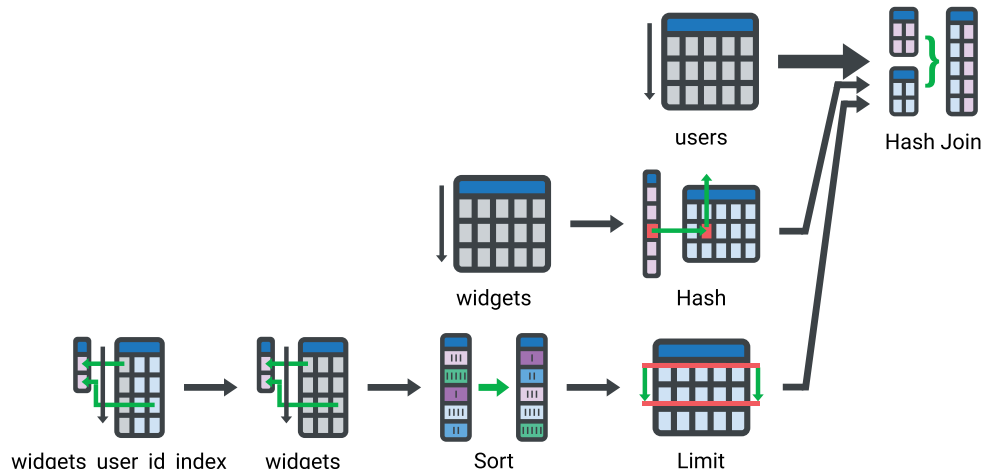 users
Hash Join
widgets
Hash
widgets_user_id_index
widgets
Sort
Limit